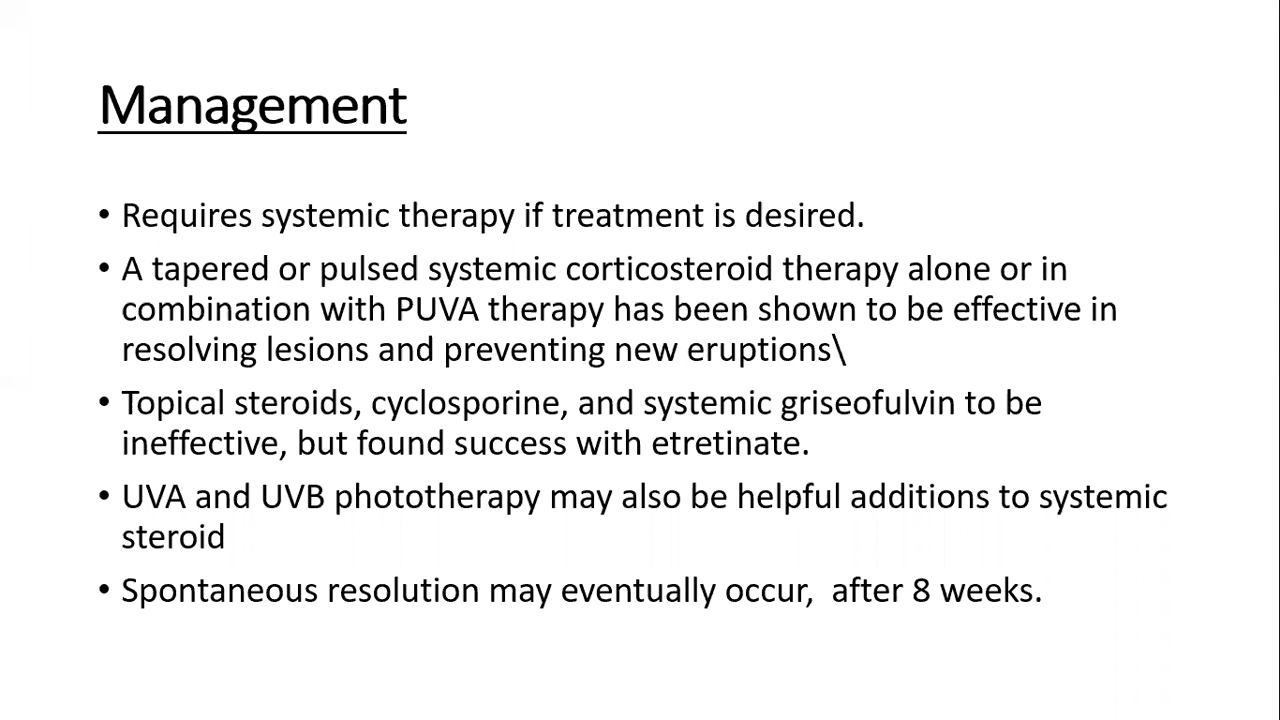 Management
• Requires systemic therapy if treatment is desired.
• A tapered or pulsed systemic corticosteroid therapy alone or in
combination with PUVA therapy has been shown to be effective in
resolving lesions and preventing new eruptions\
• Topical steroids, cyclosporine, and systemic griseofulvin to be
ineffective, but found success with etretinate.
• UVA and UVB phototherapy may also be helpful additions to systemic
steroid
• Spontaneous resolution may eventually occur,  after 8 weeks.